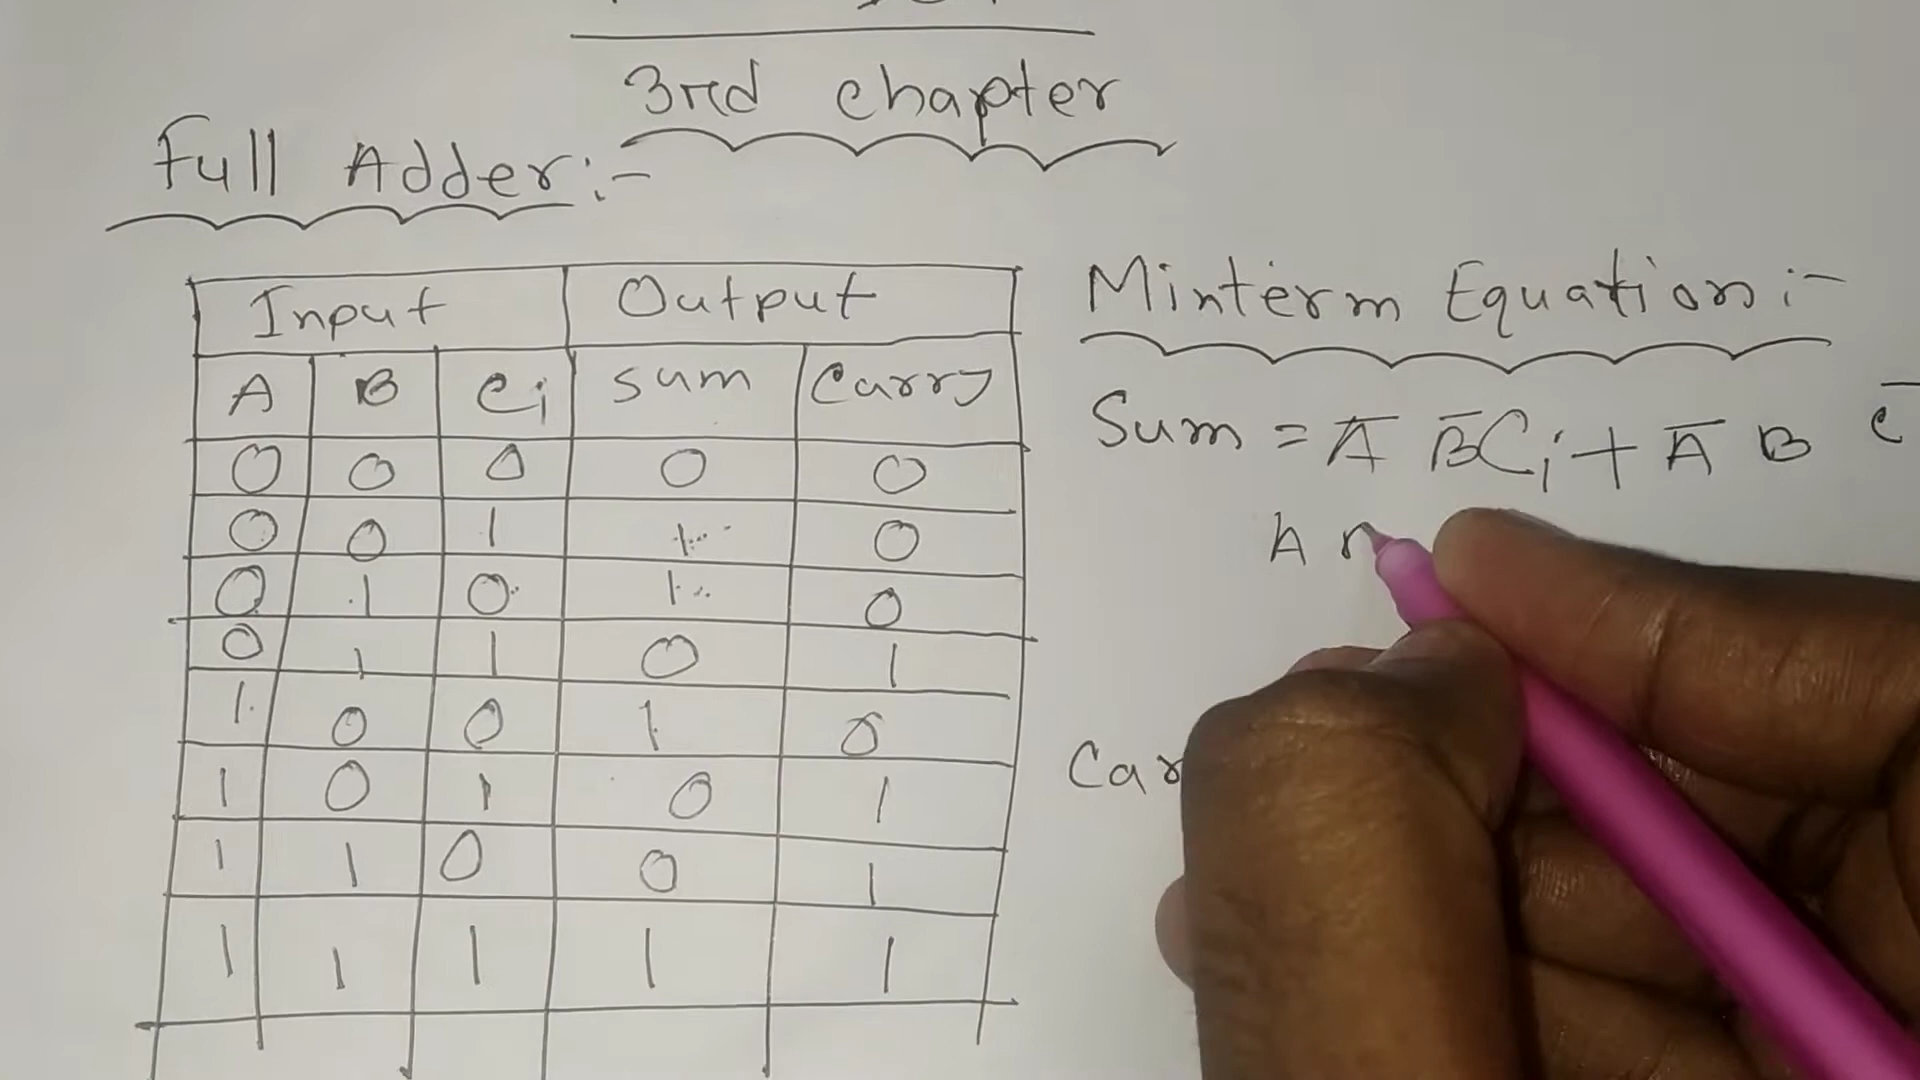 3rd chapter
Full Adder:-
Input Output
A B Ci sum Carry
0 0 0 0 0
0 0 1 1 0
0 1 0 1 0
0 1 1 0 1
1 0 0 1 0
1 0 1 0 1
1 1 0 0 1
1 1 1 1 1
Minterm Equation:-
Sum = A̅ B̅Ci + A̅ B
A